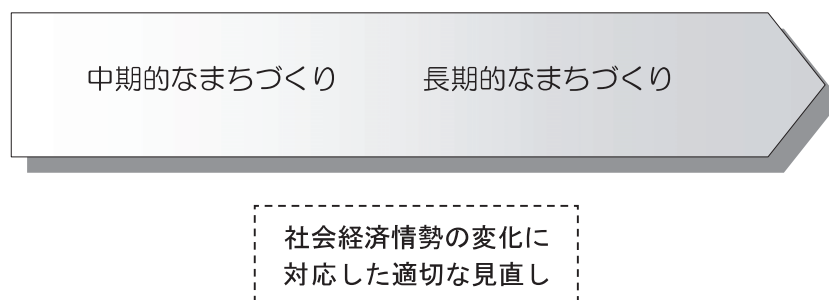 中期的なまちづくり　長期的なまちづくり
社会経済情勢の変化に
対応した適切な見直し